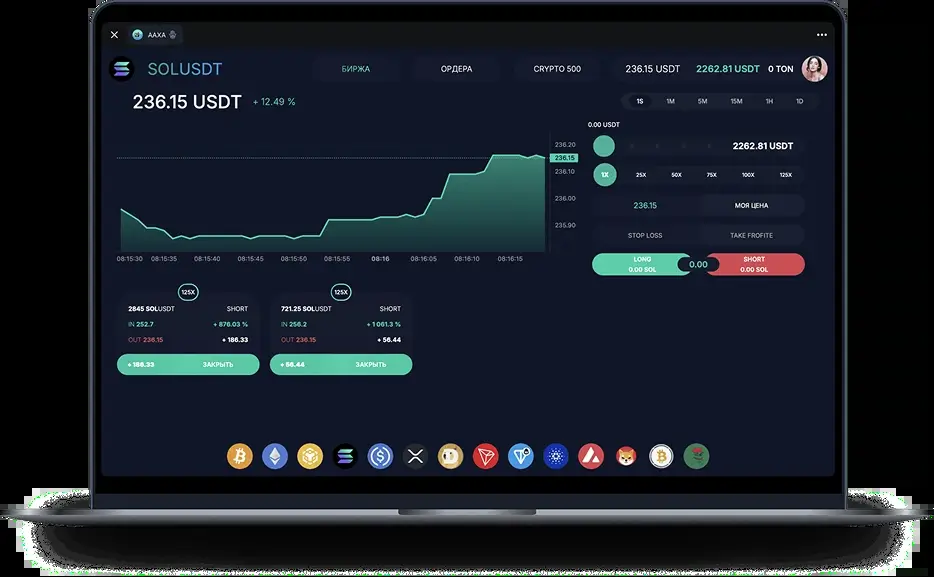 AAXA
SOLUSDT
БИРЖА
ОРДЕРА
CRYPTO 500
236.15 USDT
2262.81 USDT
0 TON
236.15 USDT
+ 12.49 %
1S
1M
5M
15M
1H
1D
0.00 USDT
2262.81 USDT
1X
25X
50X
75X
100X
125X
236.15
МОЯ ЦЕНА
STOP LOSS
TAKE FROFITE
LONG
0.00 SOL
0.00
SHORT
0.00 SOL
236.20
236.15
236.10
236.00
235.90
08:15:30
08:15:35
08:15:40
08:15:45
08:15:50
08:15:55
08:16
08:16:05
08:16:10
08:16:15
125X
2845 SOLUSDT
SHORT
IN 252.7
+ 876.03 %
OUT 236.15
+ 186.33
+ 186.33
ЗАКРЫТЬ
125X
721.25 SOLUSDT
SHORT
IN 256.2
+ 1 061.3 %
OUT 236.15
+ 56.44
+ 56.44
ЗАКРЫТЬ